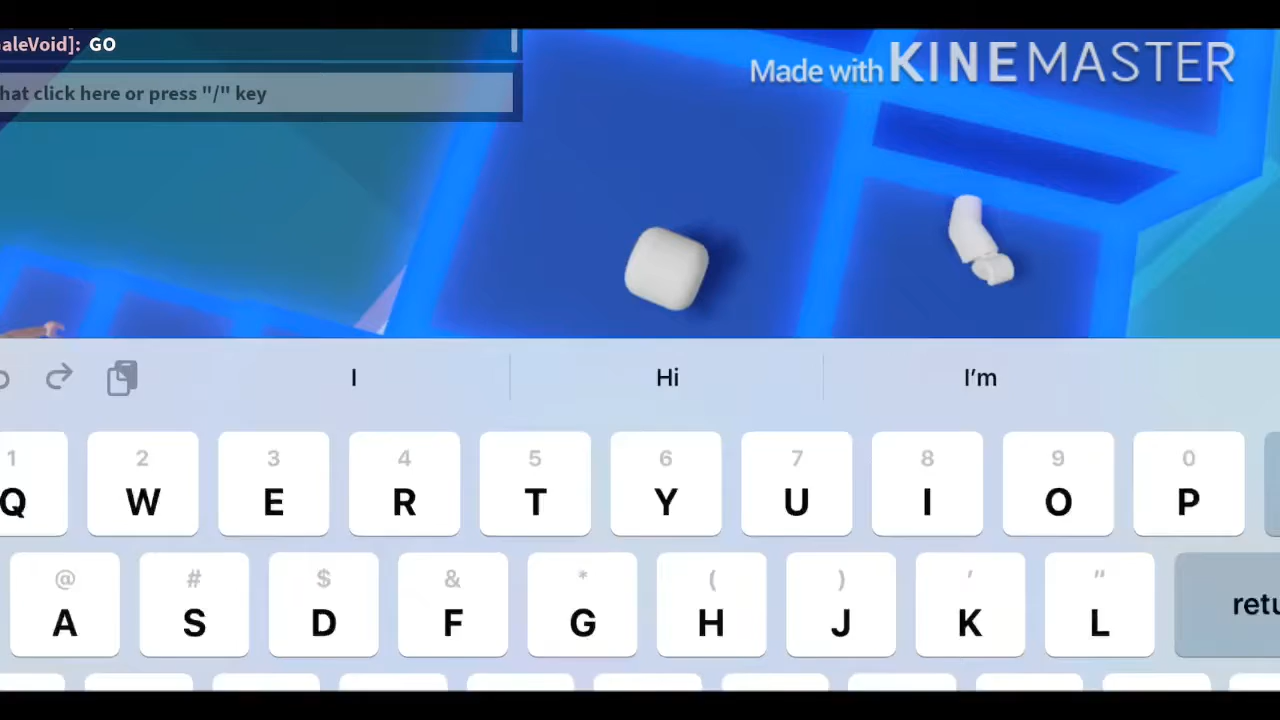 aleVoid]: GO
hat click here or press "/" key
Made with KINEMASTER
I Hi I'm
1 2 3 4 5 6 7 8 9 0
Q W E R T Y U I O P
@ # $ & * ( ) ' "
A S D F G H J K L retu